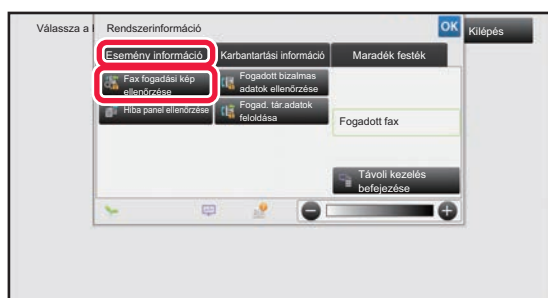 Válassza a
Rendszerinformáció
OK
Kilépés
Esemény információ
Karbantartási információ
Maradék festék
Fax fogadási kép
ellenőrzése
Fogadott bizalmas
adatok ellenőrzése
Hiba panel ellenőrzése
Fogad. tár.adatok
feloldása
Fogadott fax
Távoli kezelés
befejezése